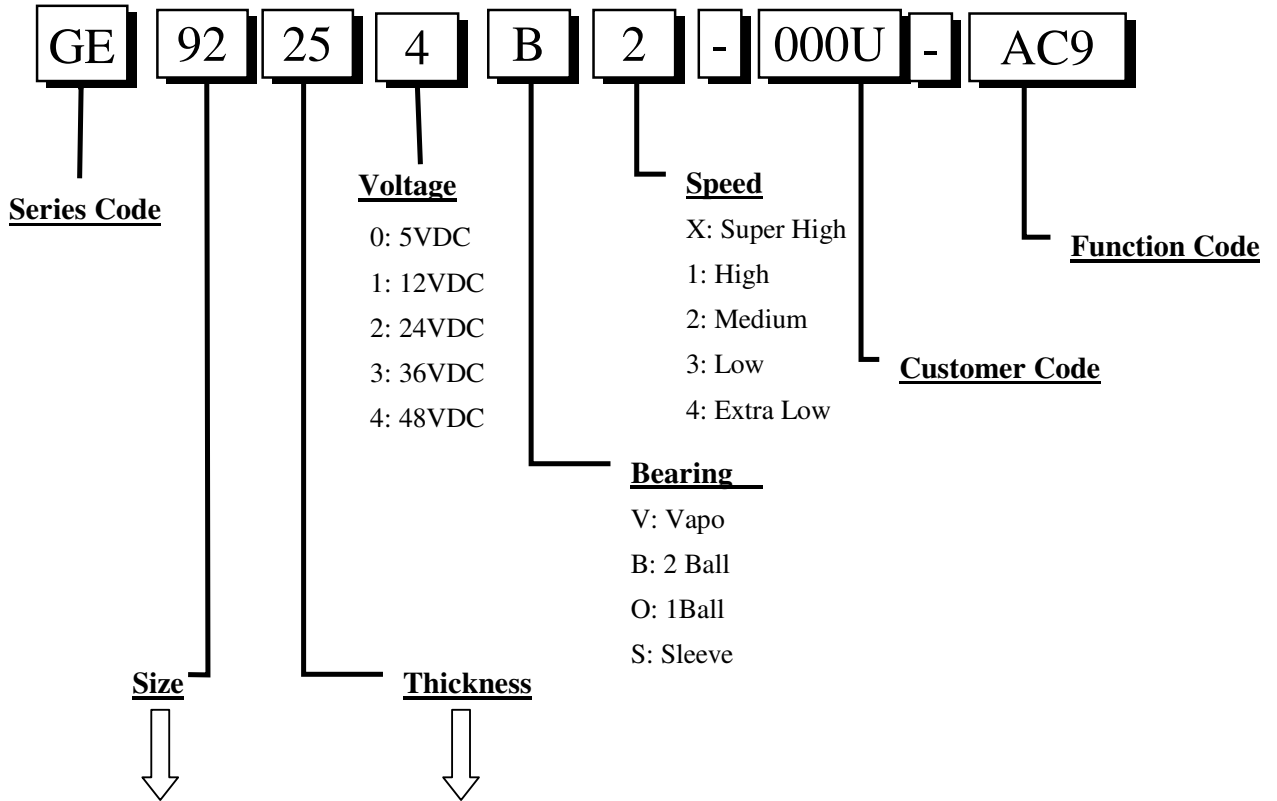 GE 92 25 4 B 2 - 000U - AC9
Series Code
Voltage
0: 5VDC
1: 12VDC
2: 24VDC
3: 36VDC
4: 48VDC
Speed
X: Super High
1: High
2: Medium
3: Low
4: Extra Low
Function Code
Customer Code
Bearing
V: Vapo
B: 2 Ball
O: 1Ball
S: Sleeve
Size
Thickness